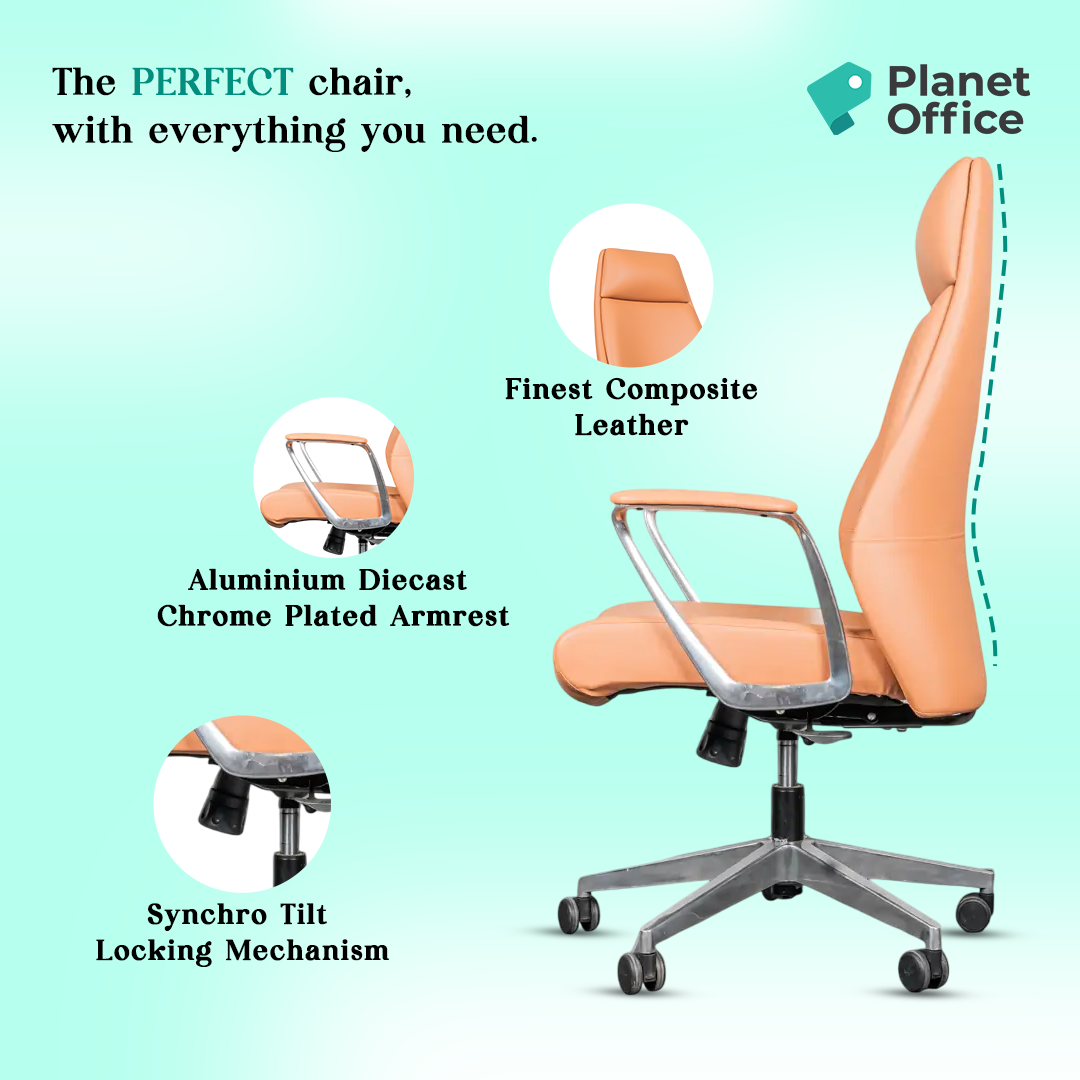 The PERFECT chair,
with everything you need.
Planet
Office
Finest Composite
Leather
Aluminium Diecast
Chrome Plated Armrest
Synchro Tilt
Locking Mechanism